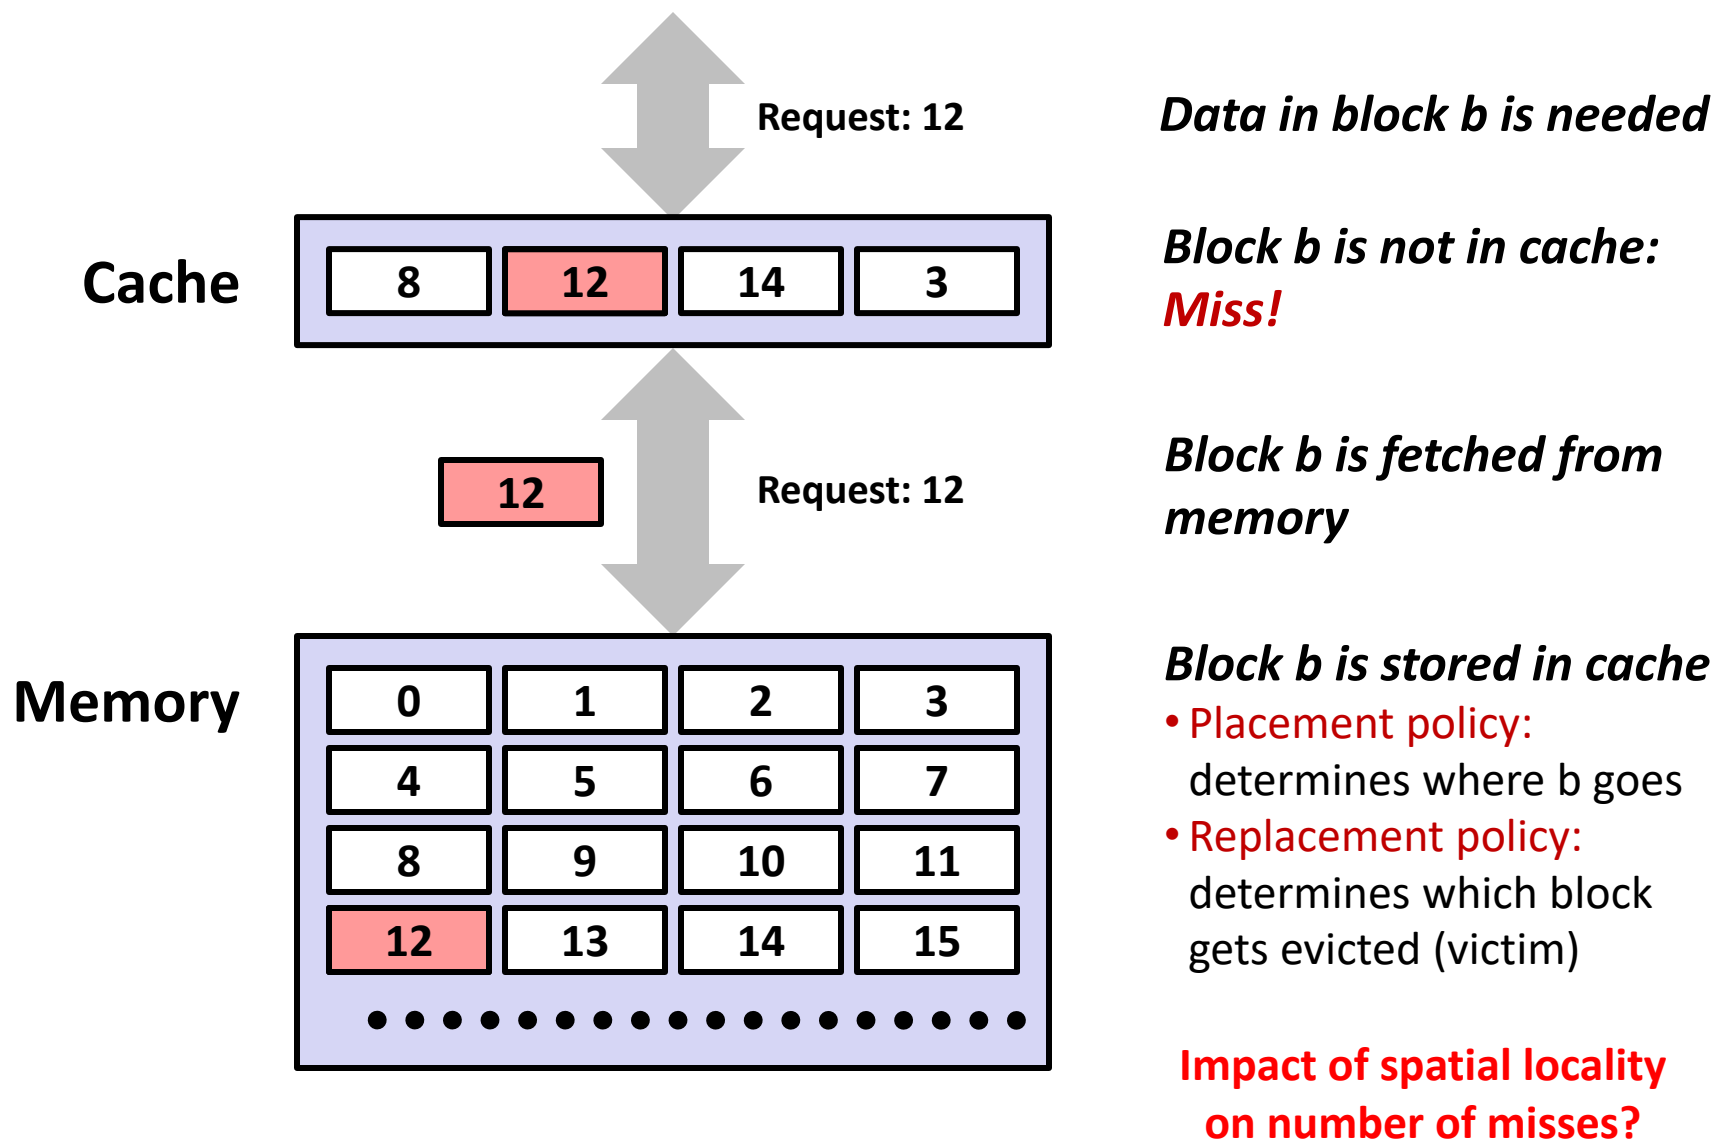 Request: 12
Data in block b is needed
Cache
8 12 14 3
Block b is not in cache:
Miss!
12
Request: 12
Block b is fetched from
memory
Memory
0 1 2 3
4 5 6 7
8 9 10 11
12 13 14 15
Block b is stored in cache
• Placement policy:
determines where b goes
• Replacement policy:
determines which block
gets evicted (victim)
Impact of spatial locality
on number of misses?